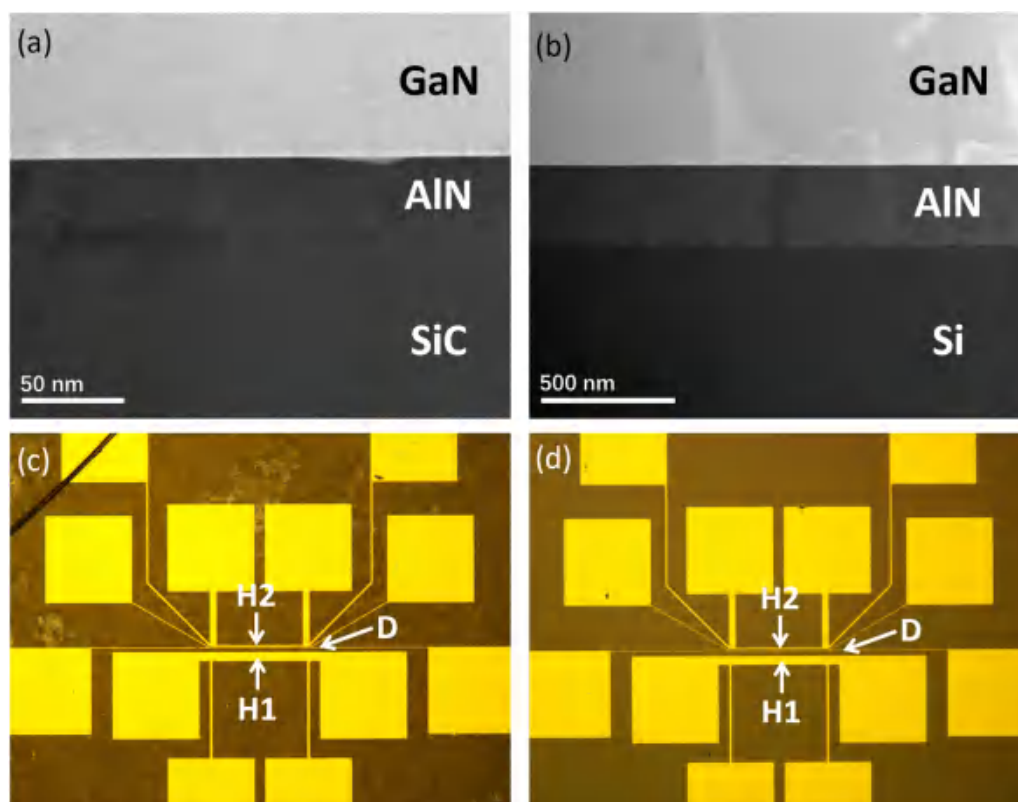 (a)
GaN
AlN
SiC
50 nm
(b)
GaN
AlN
Si
500 nm
(c)
H2
D
H1
(d)
H2
D
H1